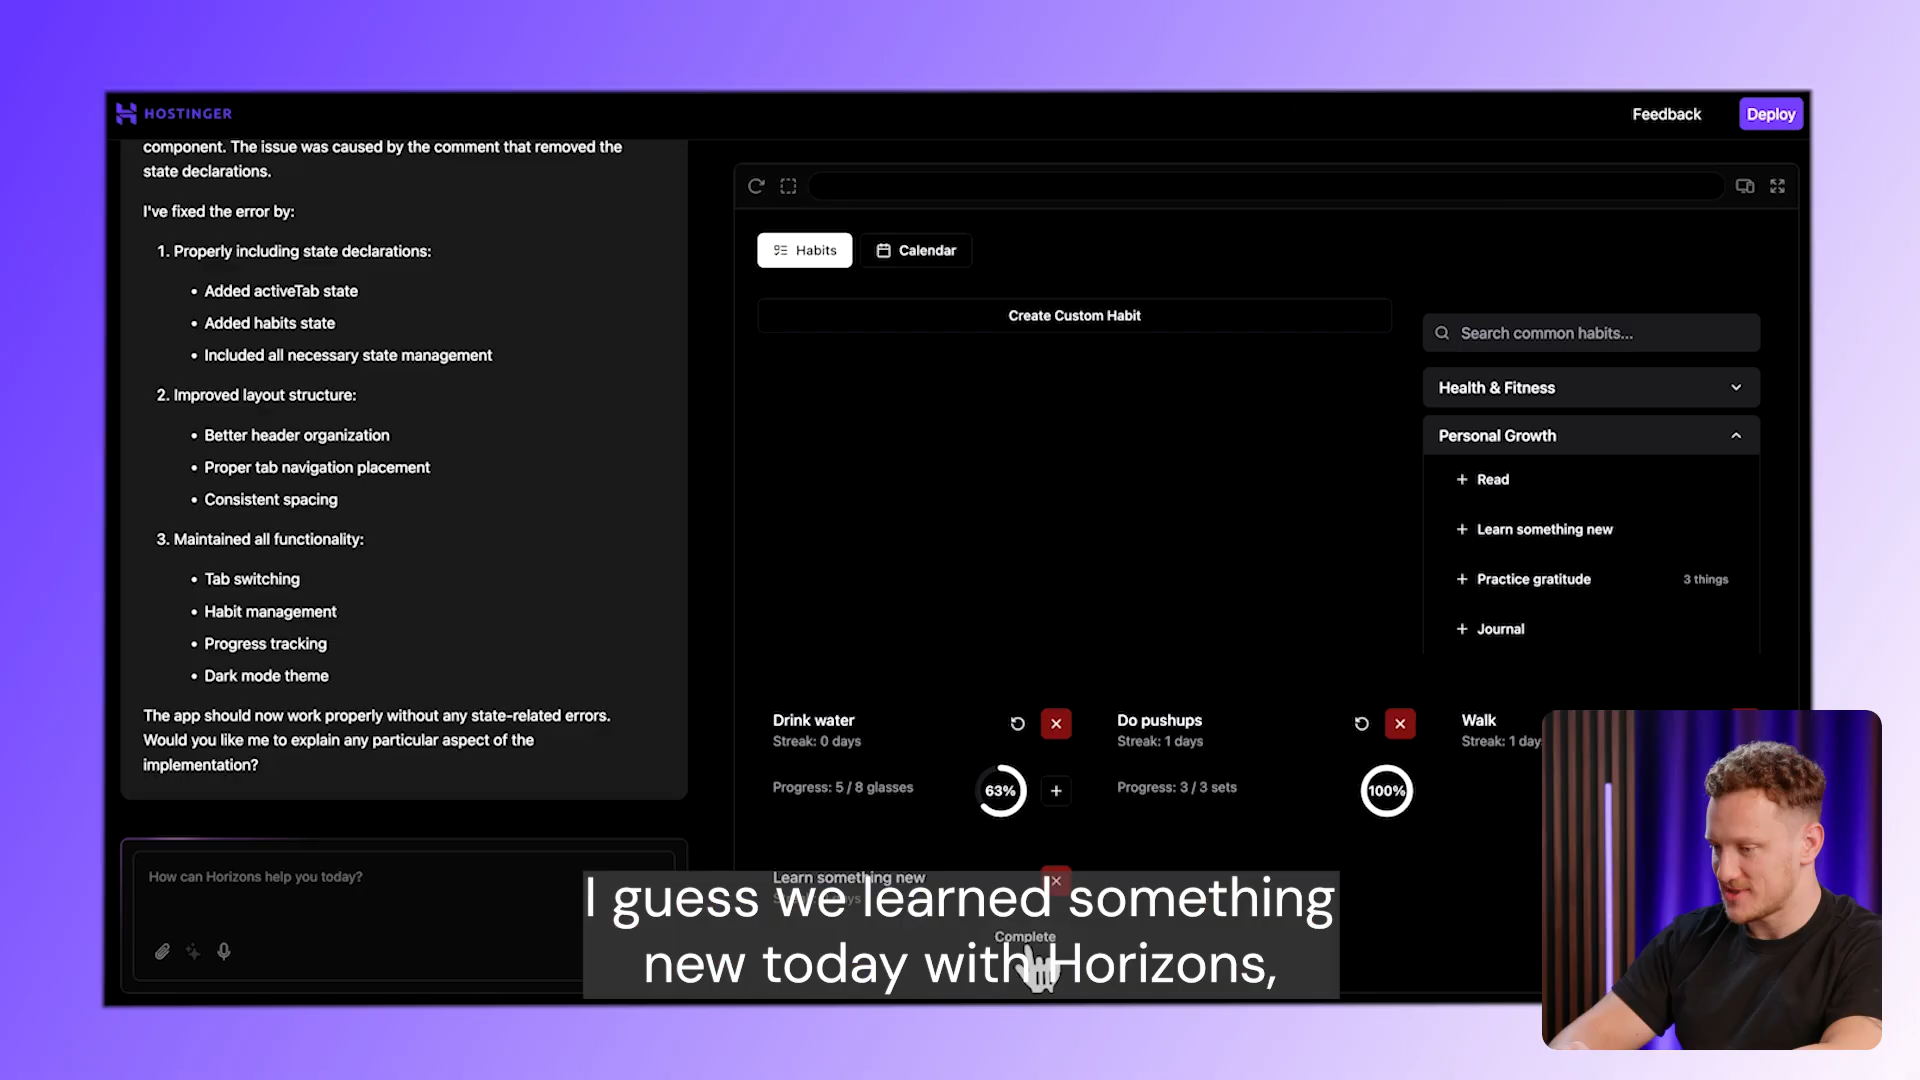 HOSTINGER
Feedback
Deploy
component. The issue was caused by the comment that removed the
state declarations.
I've fixed the error by:
1. Properly including state declarations:
• Added activeTab state
• Added habits state
• Included all necessary state management
2. Improved layout structure:
• Better header organization
• Proper tab navigation placement
• Consistent spacing
3. Maintained all functionality:
• Tab switching
• Habit management
• Progress tracking
• Dark mode theme
The app should now work properly without any state-related errors.
Would you like me to explain any particular aspect of the
implementation?
How can Horizons help you today?
Habits
Calendar
Create Custom Habit
Search common habits...
Health & Fitness
Personal Growth
+ Read
+ Learn something new
+ Practice gratitude 3 things
+ Journal
Drink water
Streak: 0 days
Progress: 5 / 8 glasses
63%
Do pushups
Streak: 1 days
Progress: 3 / 3 sets
100%
Walk
Streak: 1 day
Learn something new
Complete
I guess we learned something
new today with Horizons,